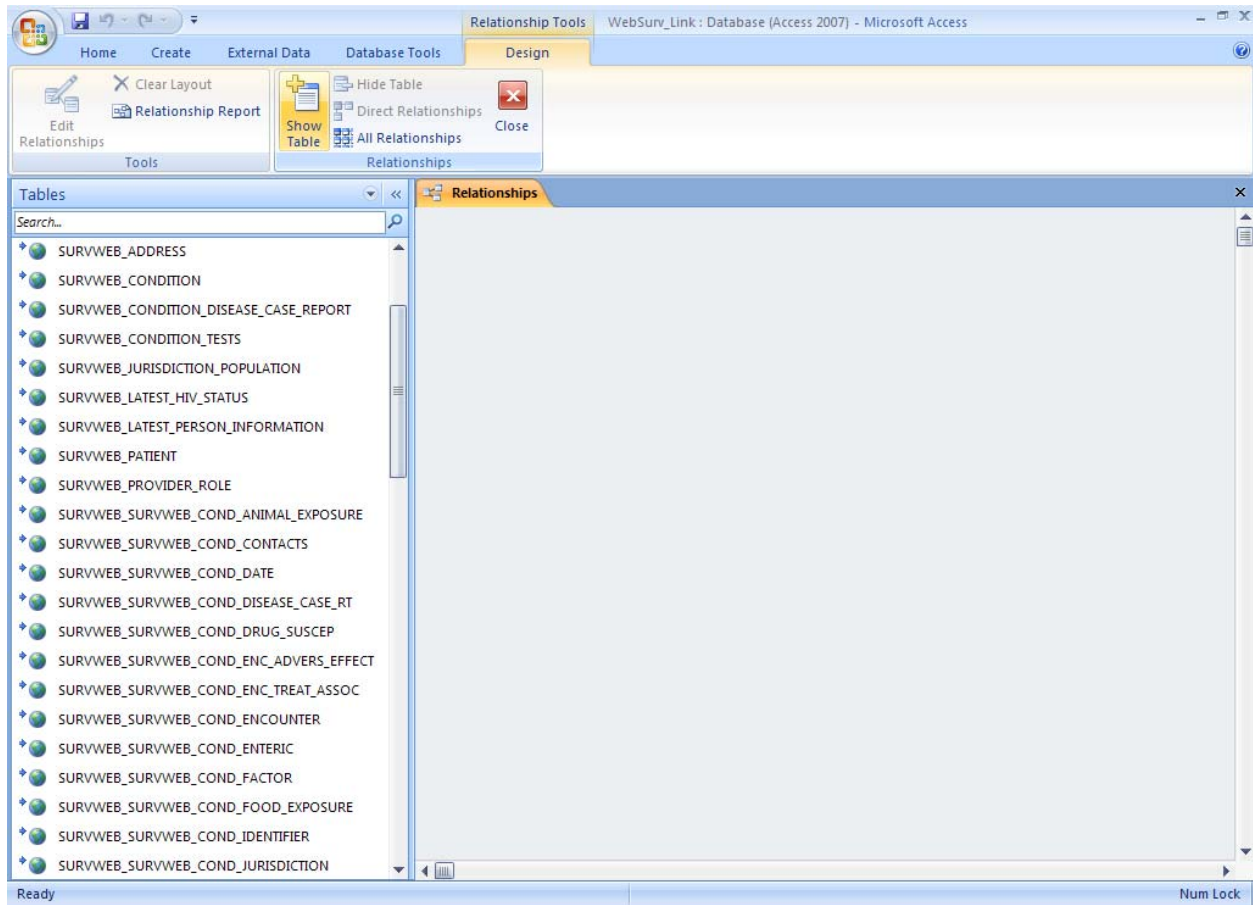 Relationship Tools WebSurv_Link : Database (Access 2007) - Microsoft Access
Home Create External Data Database Tools Design
Edit Relationships
Clear Layout
Relationship Report
Tools
Show Table
Hide Table
Direct Relationships
All Relationships
Close
Relationships
Tables
Search...
SURVWEB_ADDRESS
SURVWEB_CONDITION
SURVWEB_CONDITION_DISEASE_CASE_REPORT
SURVWEB_CONDITION_TESTS
SURVWEB_JURISDICTION_POPULATION
SURVWEB_LATEST_HIV_STATUS
SURVWEB_LATEST_PERSON_INFORMATION
SURVWEB_PATIENT
SURVWEB_PROVIDER_ROLE
SURVWEB_SURVWEB_COND_ANIMAL_EXPOSURE
SURVWEB_SURVWEB_COND_CONTACTS
SURVWEB_SURVWEB_COND_DATE
SURVWEB_SURVWEB_COND_DISEASE_CASE_RT
SURVWEB_SURVWEB_COND_DRUG_SUSCEP
SURVWEB_SURVWEB_COND_ENC_ADVERS_EFFECT
SURVWEB_SURVWEB_COND_ENC_TREAT_ASSOC
SURVWEB_SURVWEB_COND_ENCOUNTER
SURVWEB_SURVWEB_COND_ENTERIC
SURVWEB_SURVWEB_COND_FACTOR
SURVWEB_SURVWEB_COND_FOOD_EXPOSURE
SURVWEB_SURVWEB_COND_IDENTIFIER
SURVWEB_SURVWEB_COND_JURISDICTION
Relationships
Ready Num Lock